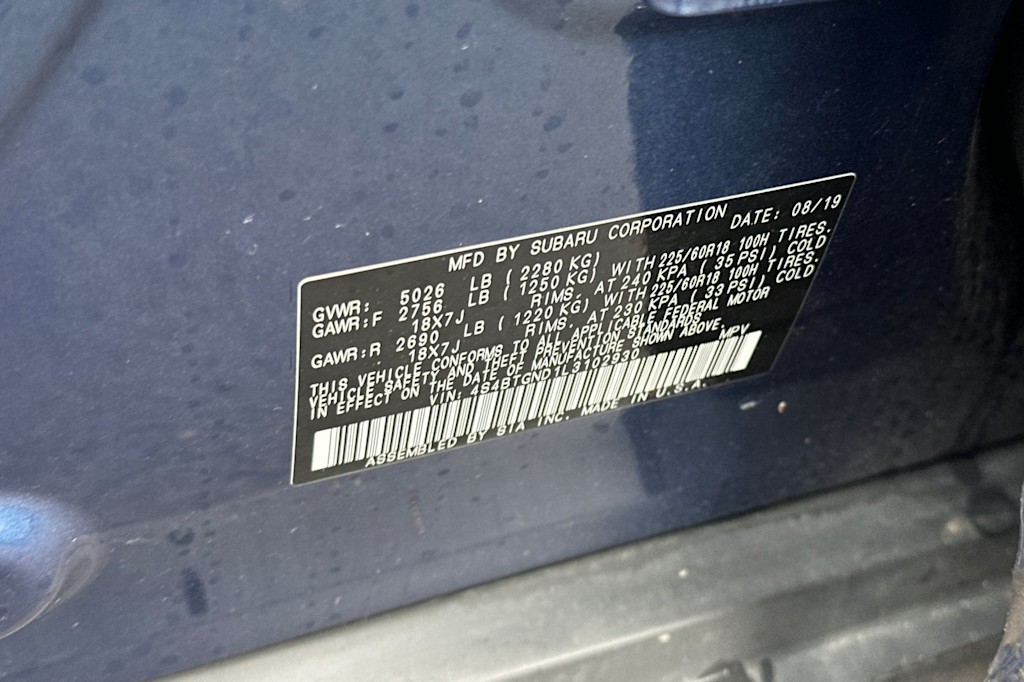 MFD BY SUBARU CORPORATION DATE: 08/19
GVWR: 5026 LB ( 2280 KG)
GAWR:F 2756 LB ( 1250 KG) WITH 225/60R18 100H TIRES.
18X7J RIMS. AT 240 KPA ( 35 PSI) COLD
GAWR:R 2690 LB ( 1220 KG) WITH 225/60R18 100H TIRES.
18X7J RIMS. AT 230 KPA ( 33 PSI) COLD.
THIS VEHICLE CONFORMS TO ALL APPLICABLE FEDERAL MOTOR
VEHICLE SAFETY AND THEFT PREVENTION STANDARDS
IN EFFECT ON THE DATE OF MANUFACTURE SHOWN ABOVE.
VIN: 4S4BTGND1L3102930 MPV
ASSEMBLED BY SIA INC. MADE IN U.S.A.